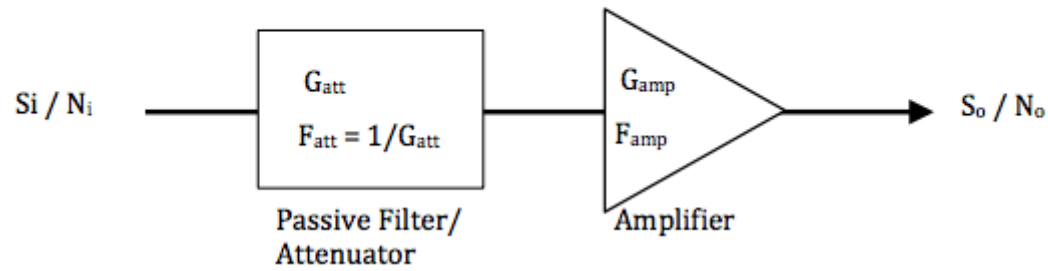 Si / Nᵢ
Gₐₜₜ
Fₐₜₜ = 1/Gₐₜₜ
Passive Filter/
Attenuator
Gₐₘₚ
Fₐₘₚ
Amplifier
Sₒ / Nₒ